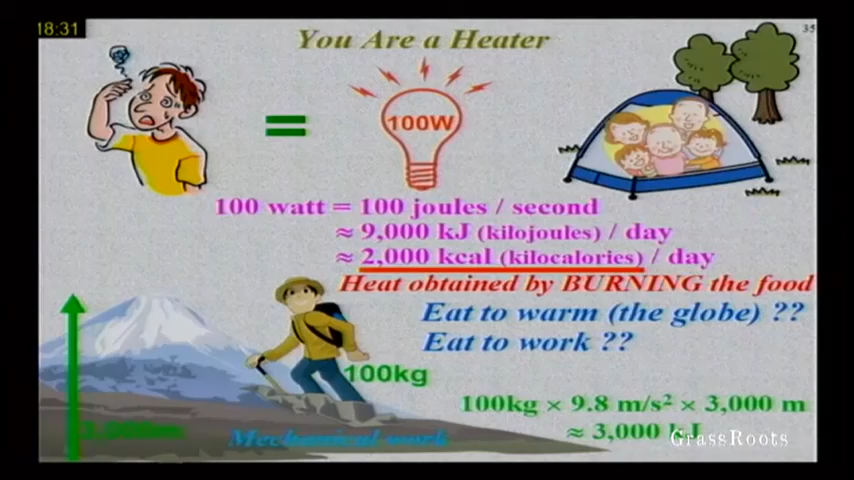 18:31
35
You Are a Heater
=
100W
100 watt = 100 joules / second
≈ 9,000 kJ (kilojoules) / day
≈ 2,000 kcal (kilocalories) / day
Heat obtained by BURNING the food
Eat to warm (the globe) ??
Eat to work ??
100kg
100kg × 9.8 m/s² × 3,000 m
≈ 3,000 kJ
Mechanical work
GrassRoots